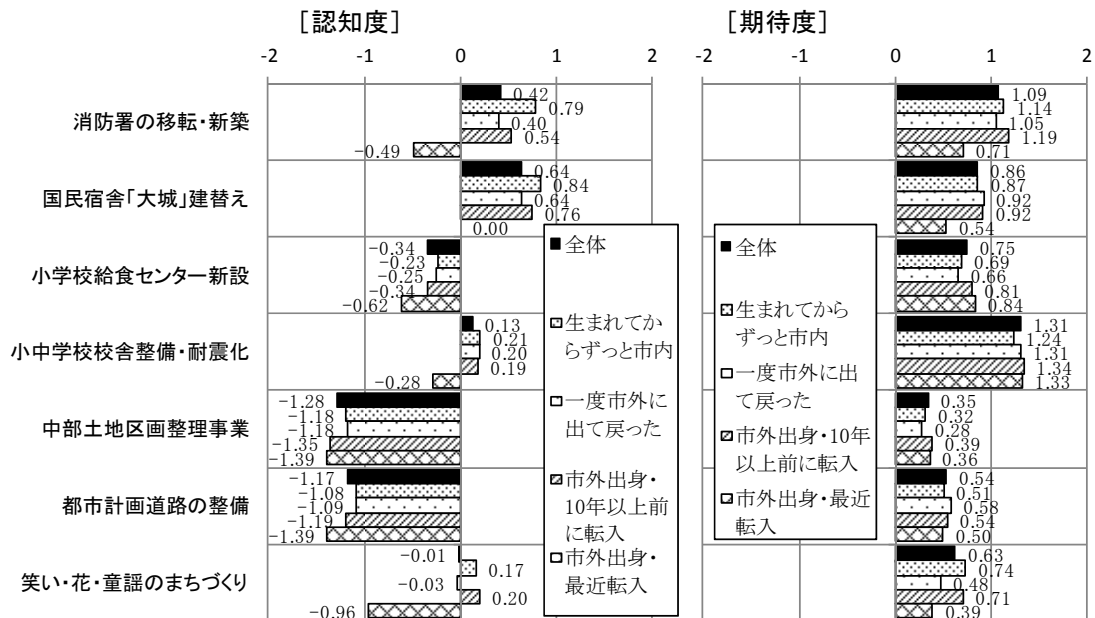 ［認知度］
［期待度］
-2
-1
0
1
2
-2
-1
0
1
2
消防署の移転・新築
0.42
0.79
0.40
0.54
-0.49
1.09
1.14
1.05
1.19
0.71
国民宿舎「大城」建替え
0.64
0.84
0.64
0.76
0.00
0.86
0.87
0.92
0.92
0.54
小学校給食センター新設
-0.34
-0.23
-0.25
-0.34
-0.62
0.75
0.69
0.66
0.81
0.84
小中学校校舎整備・耐震化
0.13
0.21
0.20
0.19
-0.28
1.31
1.24
1.31
1.34
1.33
中部土地区画整理事業
-1.28
-1.18
-1.18
-1.35
-1.39
0.35
0.32
0.28
0.39
0.36
都市計画道路の整備
-1.17
-1.08
-1.09
-1.19
-1.39
0.54
0.51
0.58
0.54
0.50
笑い・花・童謡のまちづくり
-0.01
0.17
-0.03
0.20
-0.96
0.63
0.74
0.48
0.71
0.39
全体
生まれてか
らずっと市内
一度市外に
出て戻った
市外出身・
10年以上前
に転入
市外出身・
最近転入
全体
生まれてから
ずっと市内
一度市外に出
て戻った
市外出身・10年
以上前に転入
市外出身・最近
転入